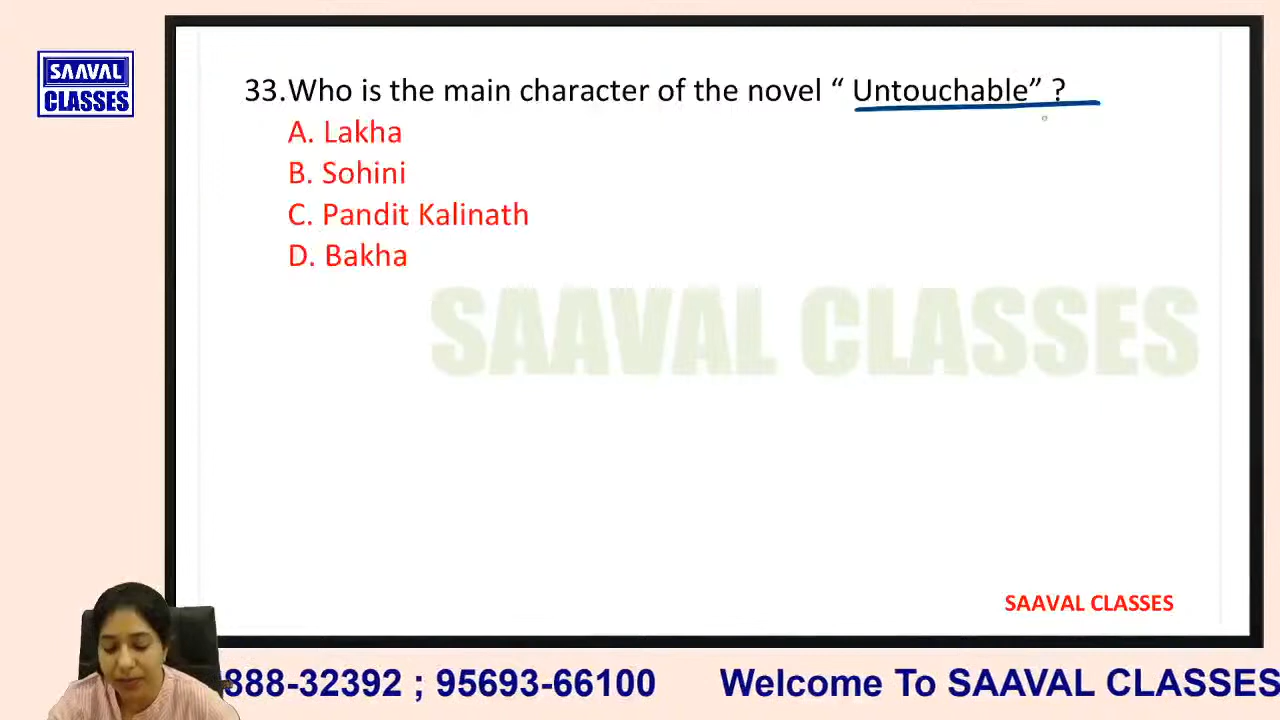 SAAVAL
CLASSES
33.Who is the main character of the novel “ Untouchable” ?
A. Lakha
B. Sohini
C. Pandit Kalinath
D. Bakha
SAAVAL CLASSES
SAAVAL CLASSES
888-32392 ; 95693-66100 Welcome To SAAVAL CLASSES